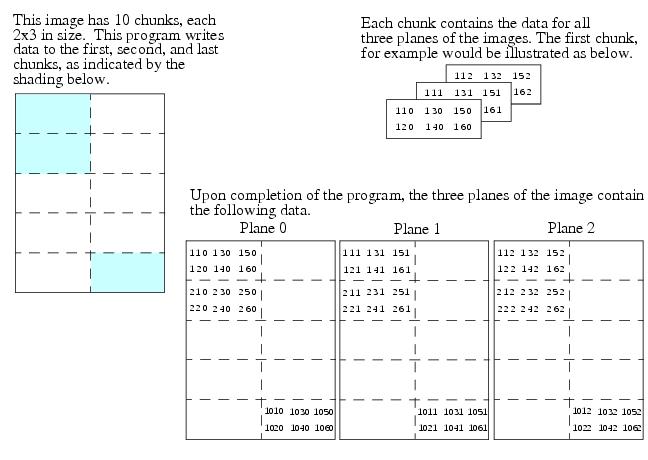 This image has 10 chunks, each
2x3 in size. This program writes
data to the first, second, and last
chunks, as indicated by the
shading below.
Each chunk contains the data for all
three planes of the images. The first chunk,
for example would be illustrated as below.
112 132 152
111 131 151 162
110 130 150 161
120 140 160
Upon completion of the program, the three planes of the image contain
the following data.
Plane 0 Plane 1 Plane 2
110 130 150 111 131 151 112 132 152
120 140 160 121 141 161 122 142 162
210 230 250 211 231 251 212 232 252
220 240 260 221 241 261 222 242 262
1010 1030 1050 1011 1031 1051 1012 1032 1052
1020 1040 1060 1021 1041 1061 1022 1042 1062